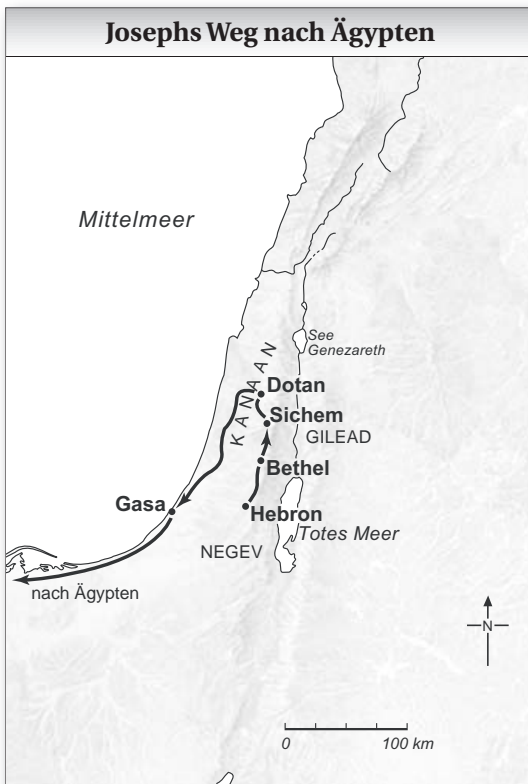 Josephs Weg nach Ägypten
Mittelmeer
See
Genezareth
KANAAN
Dotan
Sichem
GILEAD
Bethel
Gasa
Hebron
Totes Meer
NEGEV
nach Ägypten
N
0 100 km